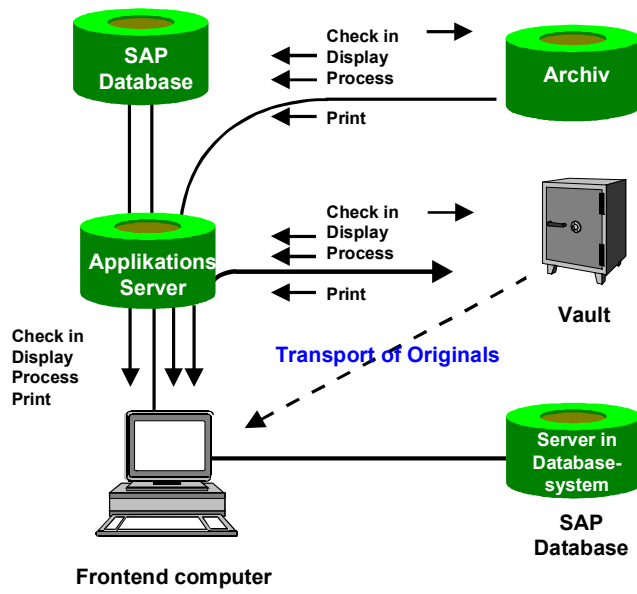 SAP
Database
Check in
Display
Process
Print
Archiv
Applikations
Server
Check in
Display
Process
Print
Vault
Check in
Display
Process
Print
Transport of Originals
Server in
Database-
system
SAP
Database
Frontend computer